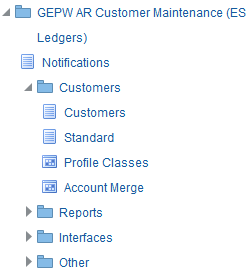 GEPW AR Customer Maintenance (ES
Ledgers)
Notifications
Customers
Customers
Standard
Profile Classes
Account Merge
Reports
Interfaces
Other